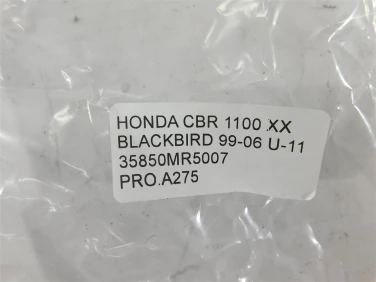 HONDA CBR 1100 XX
BLACKBIRD 99-06 U-11
35850MR5007
PRO.A275